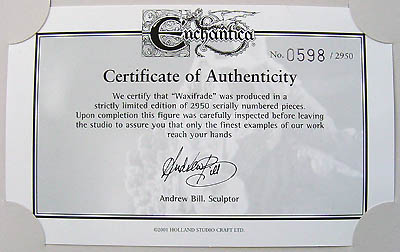 Enchantica
No. 0598 / 2950
Certificate of Authenticity
We certify that "Waxifrade" was produced in a
strictly limited edition of 2950 serially numbered pieces.
Upon completion this figure was carefully inspected before leaving
the studio to assure you that only the finest examples of our work
reach your hands
Andrew Bill
Andrew Bill, Sculptor
©2001 HOLLAND STUDIO CRAFT LTD.